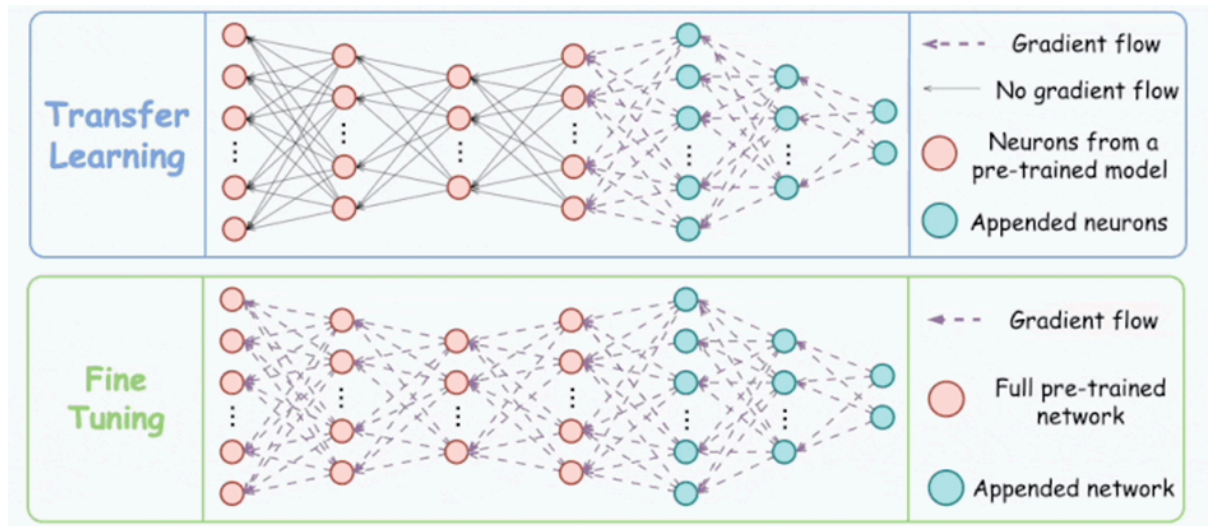 Transfer
Learning
Gradient flow
No gradient flow
Neurons from a
pre-trained model
Appended neurons
Fine
Tuning
Gradient flow
Full pre-trained
network
Appended network